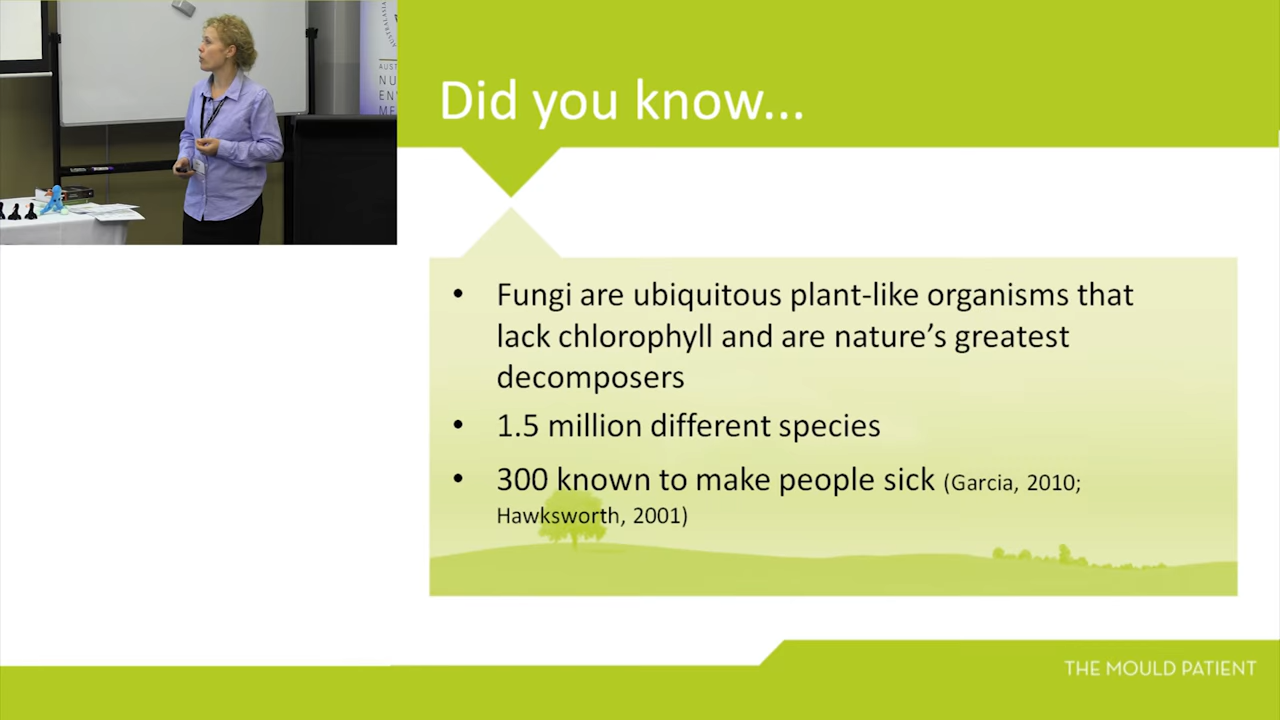 Did you know...
• Fungi are ubiquitous plant-like organisms that
lack chlorophyll and are nature’s greatest
decomposers
• 1.5 million different species
• 300 known to make people sick (Garcia, 2010;
Hawksworth, 2001)
THE MOULD PATIENT